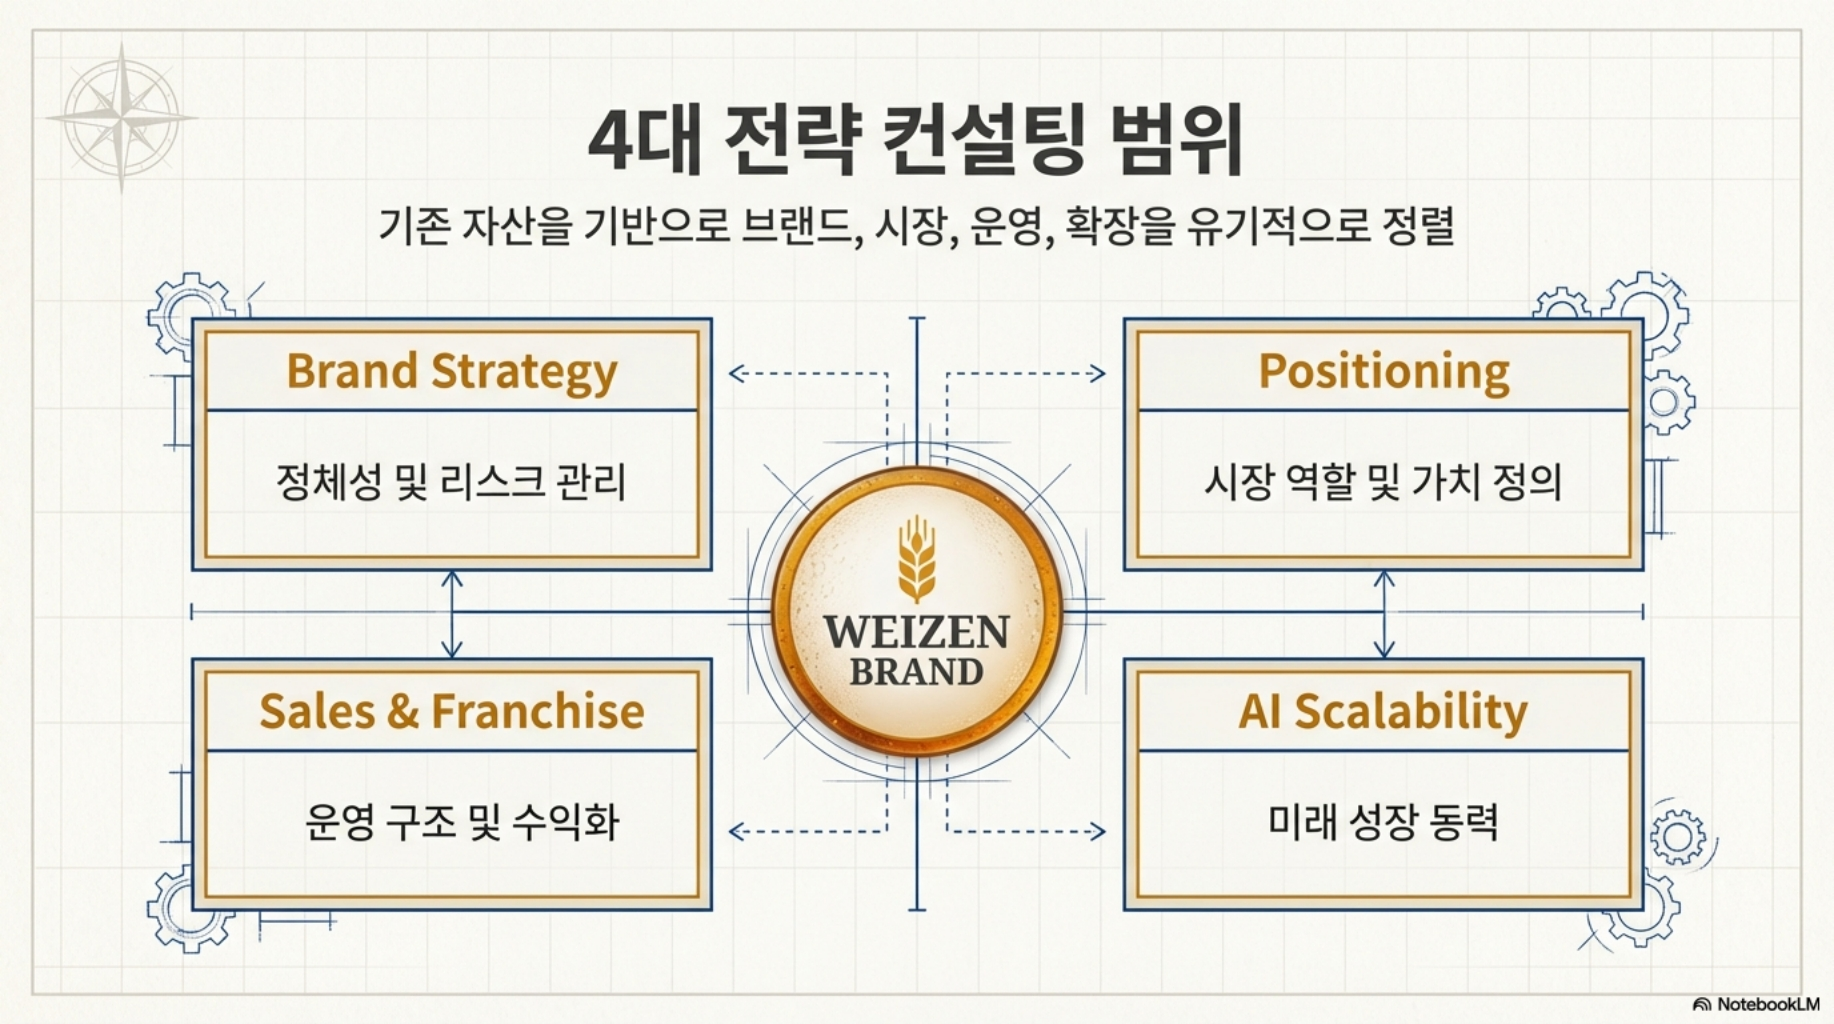 4대 전략 컨설팅 범위
기존 자산을 기반으로 브랜드, 시장, 운영, 확장을 유기적으로 정렬
Brand Strategy
정체성 및 리스크 관리
Positioning
시장 역할 및 가치 정의
WEIZEN
BRAND
Sales & Franchise
운영 구조 및 수익화
AI Scalability
미래 성장 동력
NotebookLM